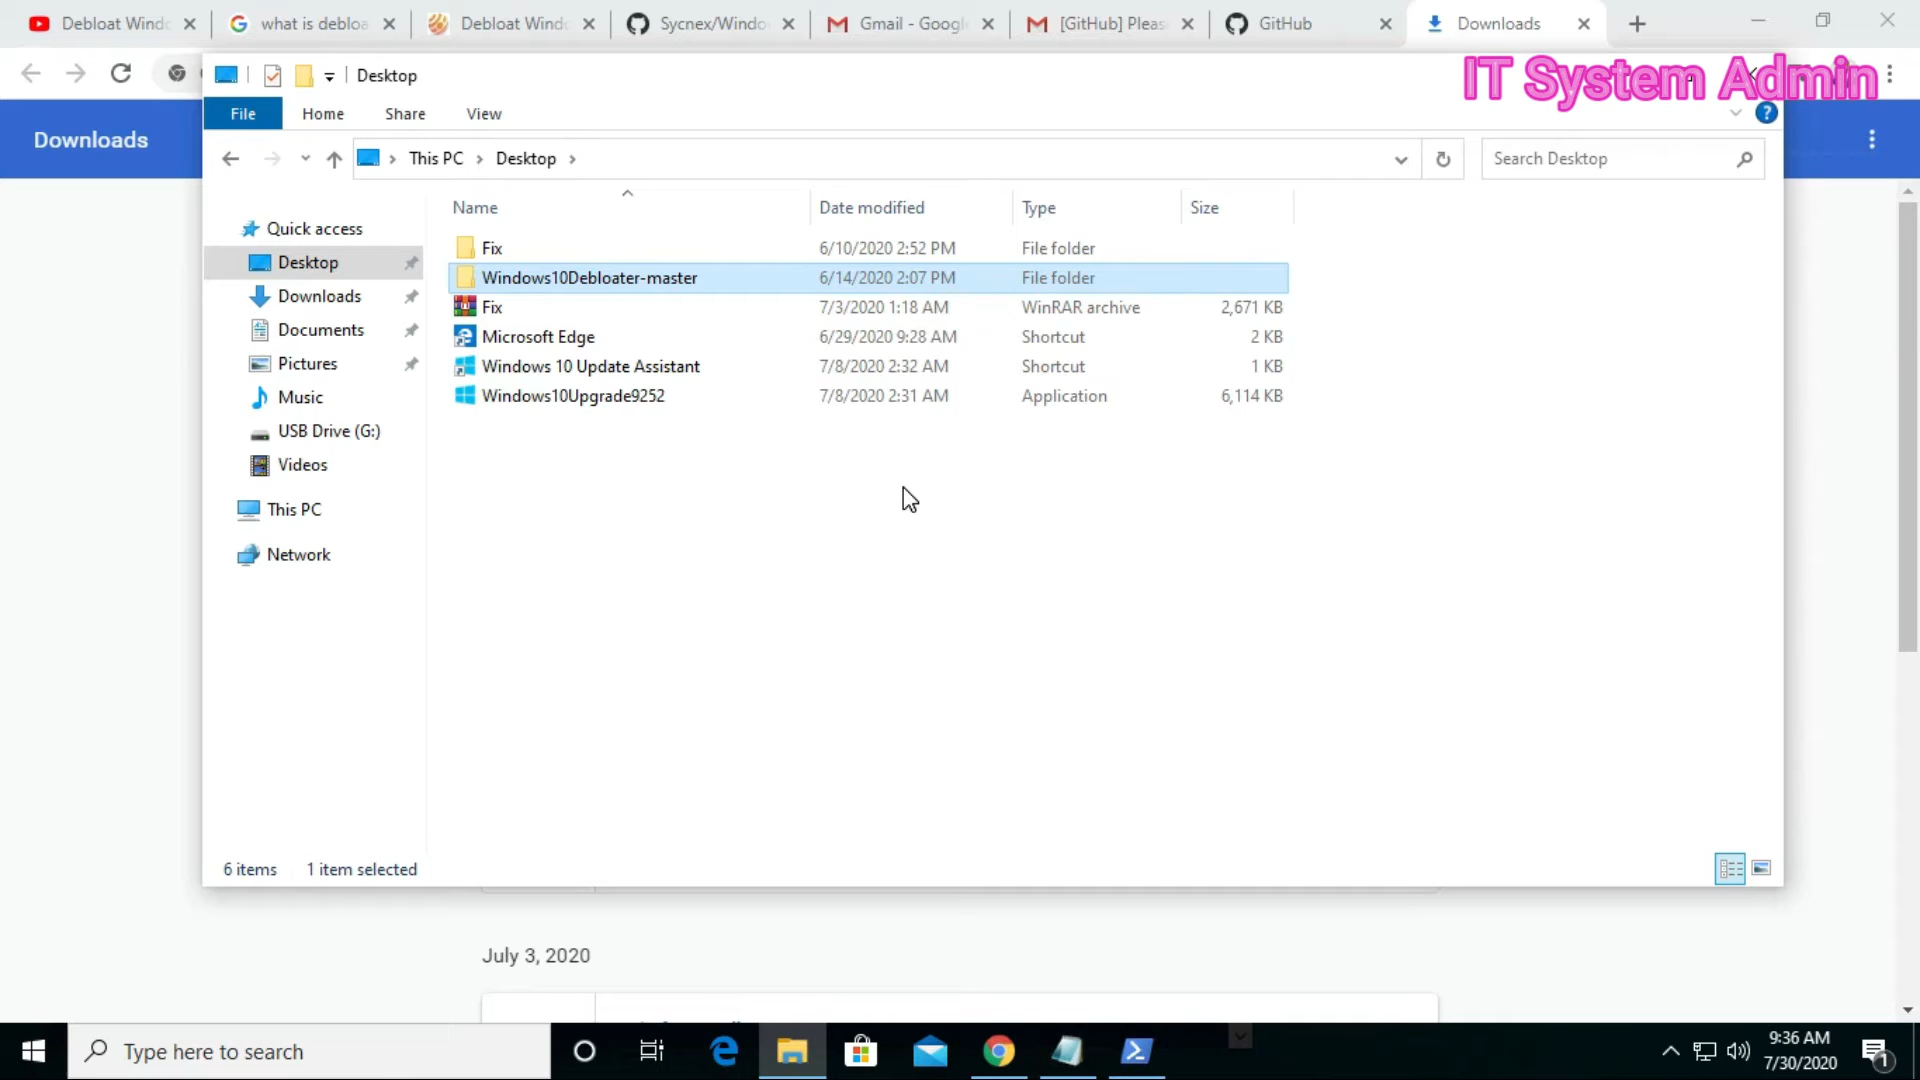 Debloat Windo
what is debloa
Debloat Windo
Sycnex/Windo
Gmail - Google
[GitHub] Pleas
GitHub
Downloads
Desktop
IT System Admin
File
Home
Share
View
Downloads
This PC
Desktop
Search Desktop
Name
Date modified
Type
Size
Quick access
Desktop
Downloads
Documents
Pictures
Music
USB Drive (G:)
Videos
This PC
Network
Fix 6/10/2020 2:52 PM File folder
Windows10Debloater-master 6/14/2020 2:07 PM File folder
Fix 7/3/2020 1:18 AM WinRAR archive 2,671 KB
Microsoft Edge 6/29/2020 9:28 AM Shortcut 2 KB
Windows 10 Update Assistant 7/8/2020 2:32 AM Shortcut 1 KB
Windows10Upgrade9252 7/8/2020 2:31 AM Application 6,114 KB
6 items 1 item selected
July 3, 2020
Type here to search
9:36 AM
7/30/2020
1